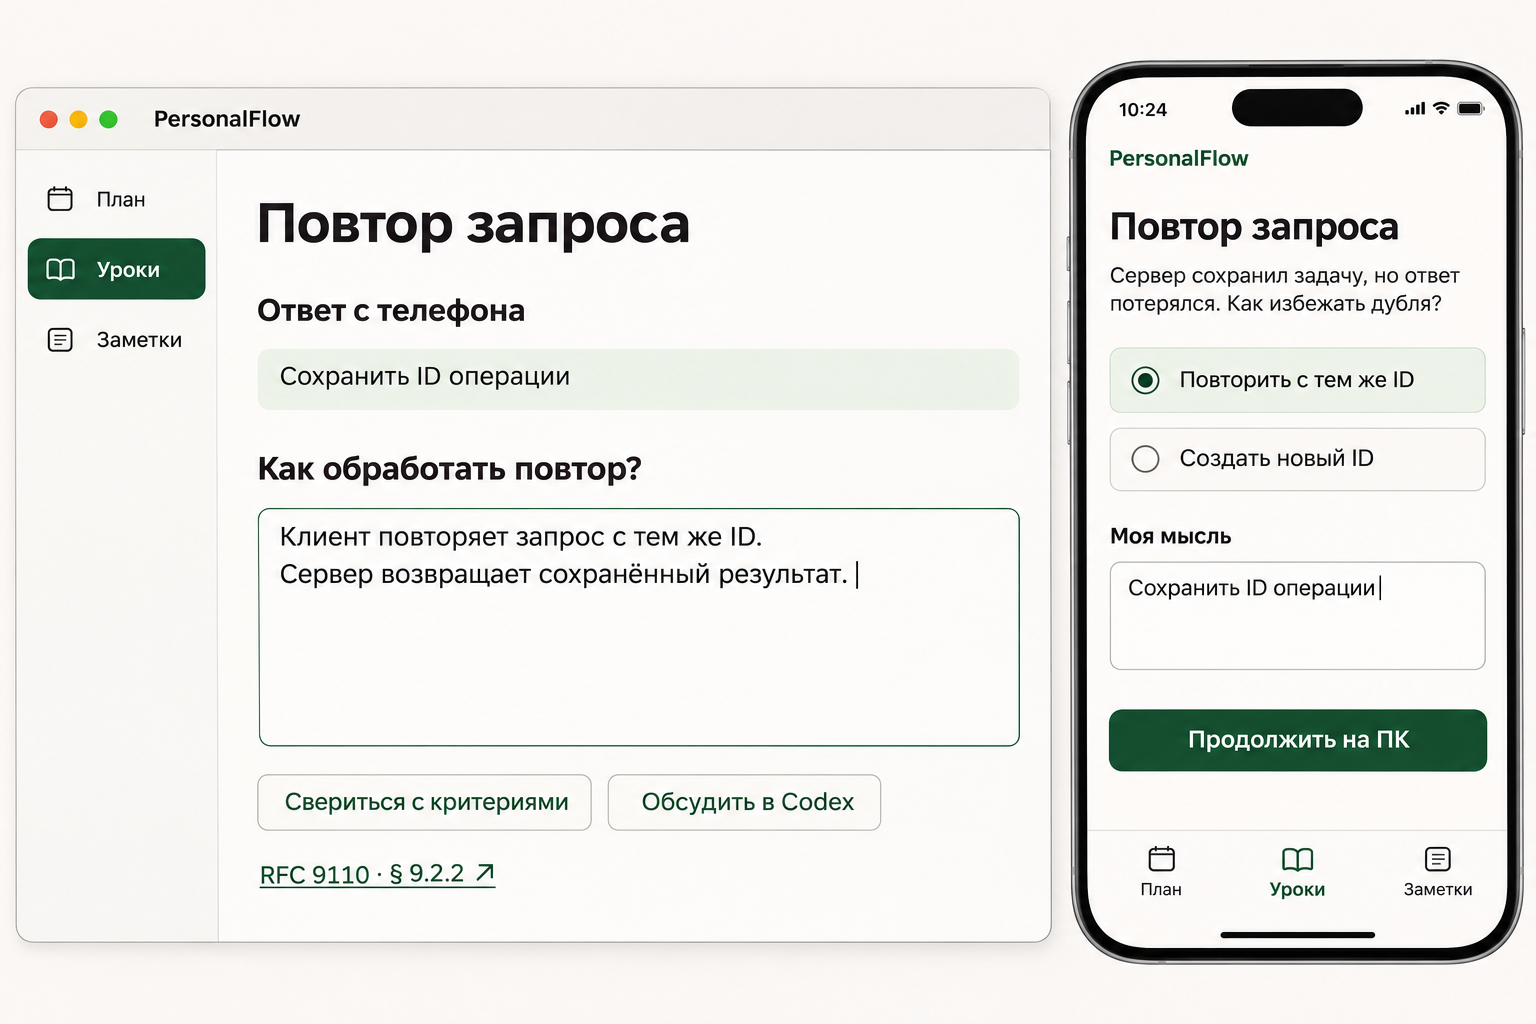 PersonalFlow
План
Уроки
Заметки
Повтор запроса
Ответ с телефона
Сохранить ID операции
Как обработать повтор?
Клиент повторяет запрос с тем же ID.
Сервер возвращает сохранённый результат.
Свериться с критериями
Обсудить в Codex
RFC 9110 · § 9.2.2 ↗
10:24
PersonalFlow
Повтор запроса
Сервер сохранил задачу, но ответ
потерялся. Как избежать дубля?
Повторить с тем же ID
Создать новый ID
Моя мысль
Сохранить ID операции
Продолжить на ПК
План
Уроки
Заметки